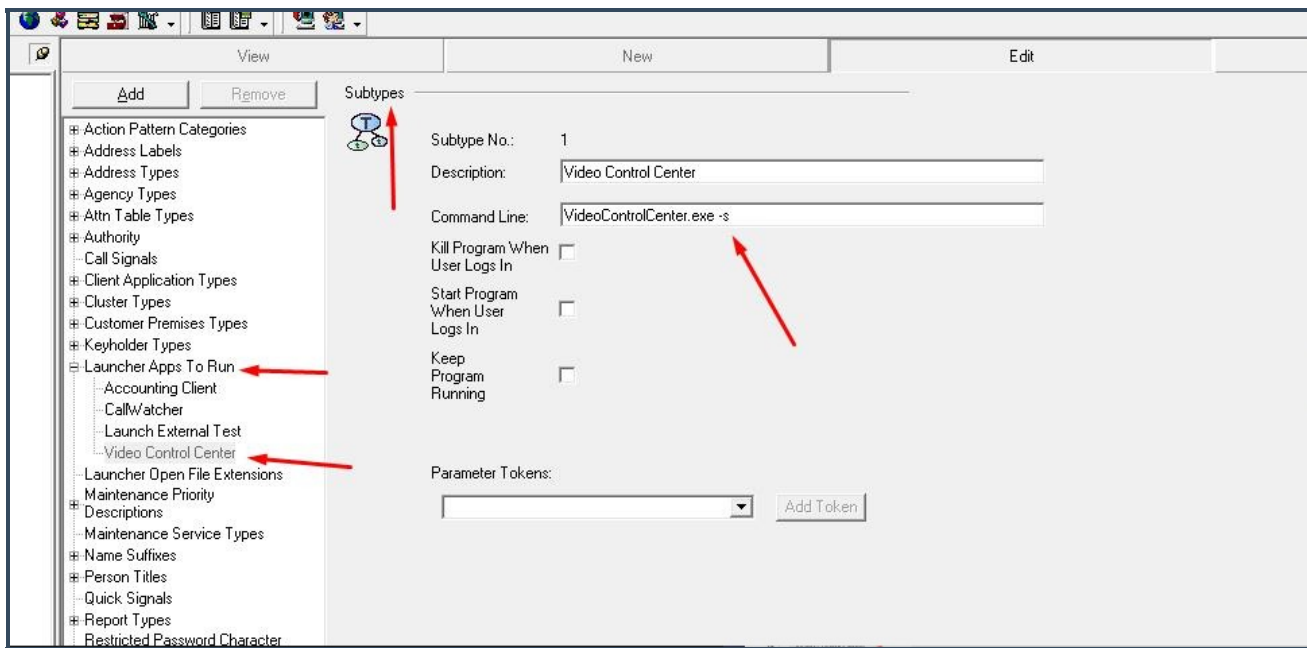 View
New
Edit
Add
Remove
Subtypes
Action Pattern Categories
Address Labels
Address Types
Agency Types
Attn Table Types
Authority
Call Signals
Client Application Types
Cluster Types
Customer Premises Types
Keyholder Types
Launcher Apps To Run
Accounting Client
CallWatcher
Launch External Test
Video Control Center
Launcher Open File Extensions
Maintenance Priority
Descriptions
Maintenance Service Types
Name Suffixes
Person Titles
Quick Signals
Report Types
Restricted Password Character
Subtype No.: 1
Description: Video Control Center
Command Line: VideoControlCenter.exe -s
Kill Program When
User Logs In
Start Program
When User
Logs In
Keep
Program
Running
Parameter Tokens:
Add Token